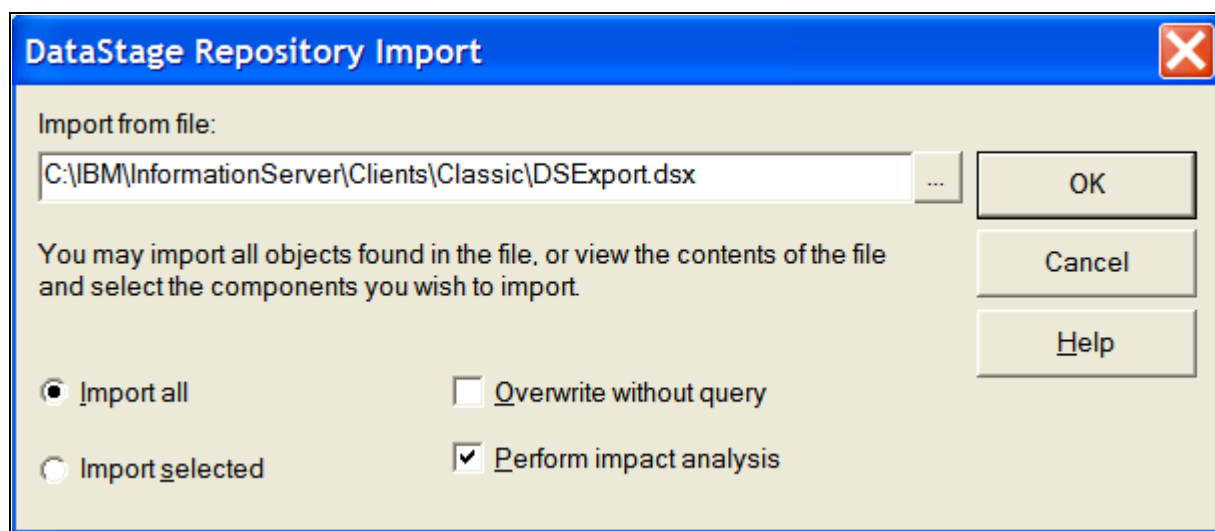 DataStage Repository Import
Import from file:
C:\IBM\InformationServer\Clients\Classic\DSExport.dsx
...
OK
You may import all objects found in the file, or view the contents of the file
and select the components you wish to import.
Cancel
Help
Import all
Overwrite without query
Import selected
Perform impact analysis